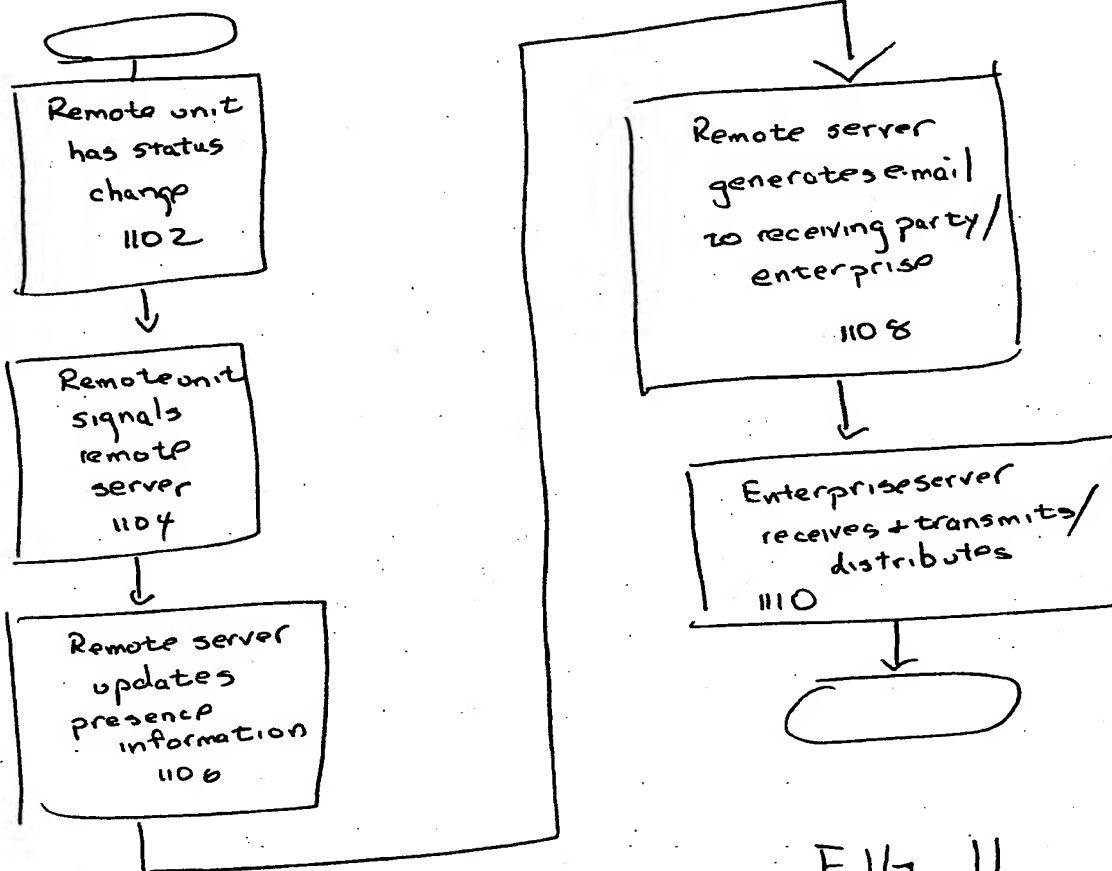 Remote unit
has status
change
1102
Remote unit
signals
remote
server
1104
Remote server
updates
presence
information
1106
Remote server
generates e-mail
to receiving party/
enterprise
1108
Enterprise server
receives + transmits/
distributes
1110
FIG. 11